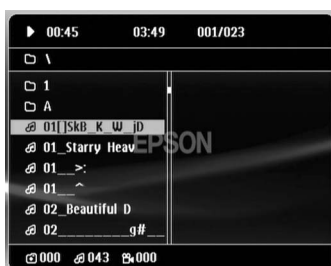 00:45 03:49 001/023
\
1
A
01[]SkB_K_W_jD
01_Starry Heav
EPSON
01__>:
01__^
02_Beautiful D
02________g#__
000 043 000